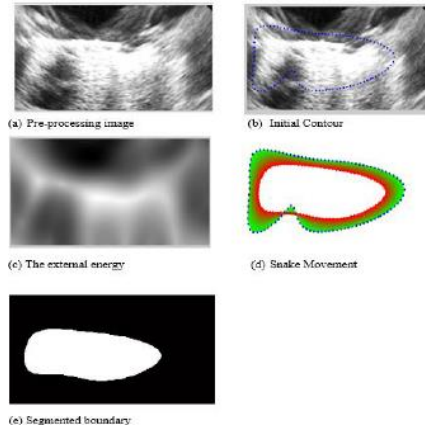 (a) Pre-processing image
(b) Initial Contour
(c) The external energy
(d) Snake Movement
(e) Segmented boundary